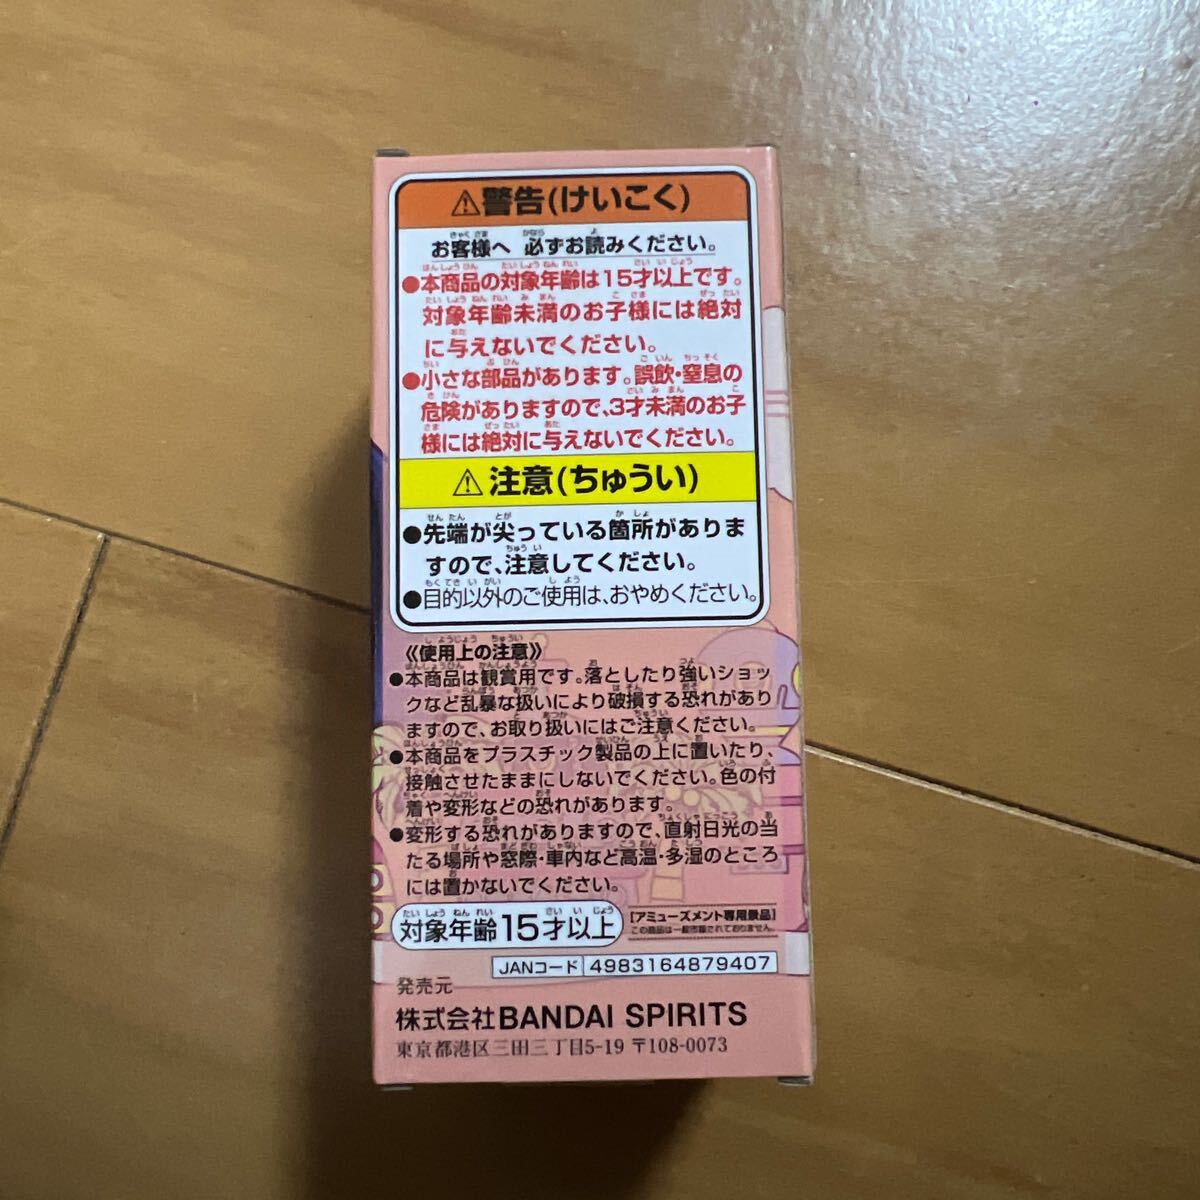 ⚠警告(けいこく)
お客様へ 必ずお読みください。
●本商品の対象年齢は15才以上です。
対象年齢未満のお子様には絶対
に与えないでください。
●小さな部品があります。誤飲・窒息の
危険がありますので、3才未満のお子
様には絶対に与えないでください。
⚠注意(ちゅうい)
●先端が尖っている箇所がありま
すので、注意してください。
●目的以外のご使用は、おやめください。
《使用上の注意》
●本商品は観賞用です。落としたり強いショッ
クなど乱暴な扱いにより破損する恐れがあり
ますので、お取り扱いにはご注意ください。
●本商品をプラスチック製品の上に置いたり、
接触させたままにしないでください。色の付
着や変形などの恐れがあります。
●変形する恐れがありますので、直射日光の当
たる場所や窓際・車内など高温・多湿のところ
には置かないでください。
対象年齢15才以上
[アミューズメント専用景品]
この商品は一般市販されておりません。
JANコード 4983164879407
発売元
株式会社BANDAI SPIRITS
東京都港区三田三丁目5-19 〒108-0073